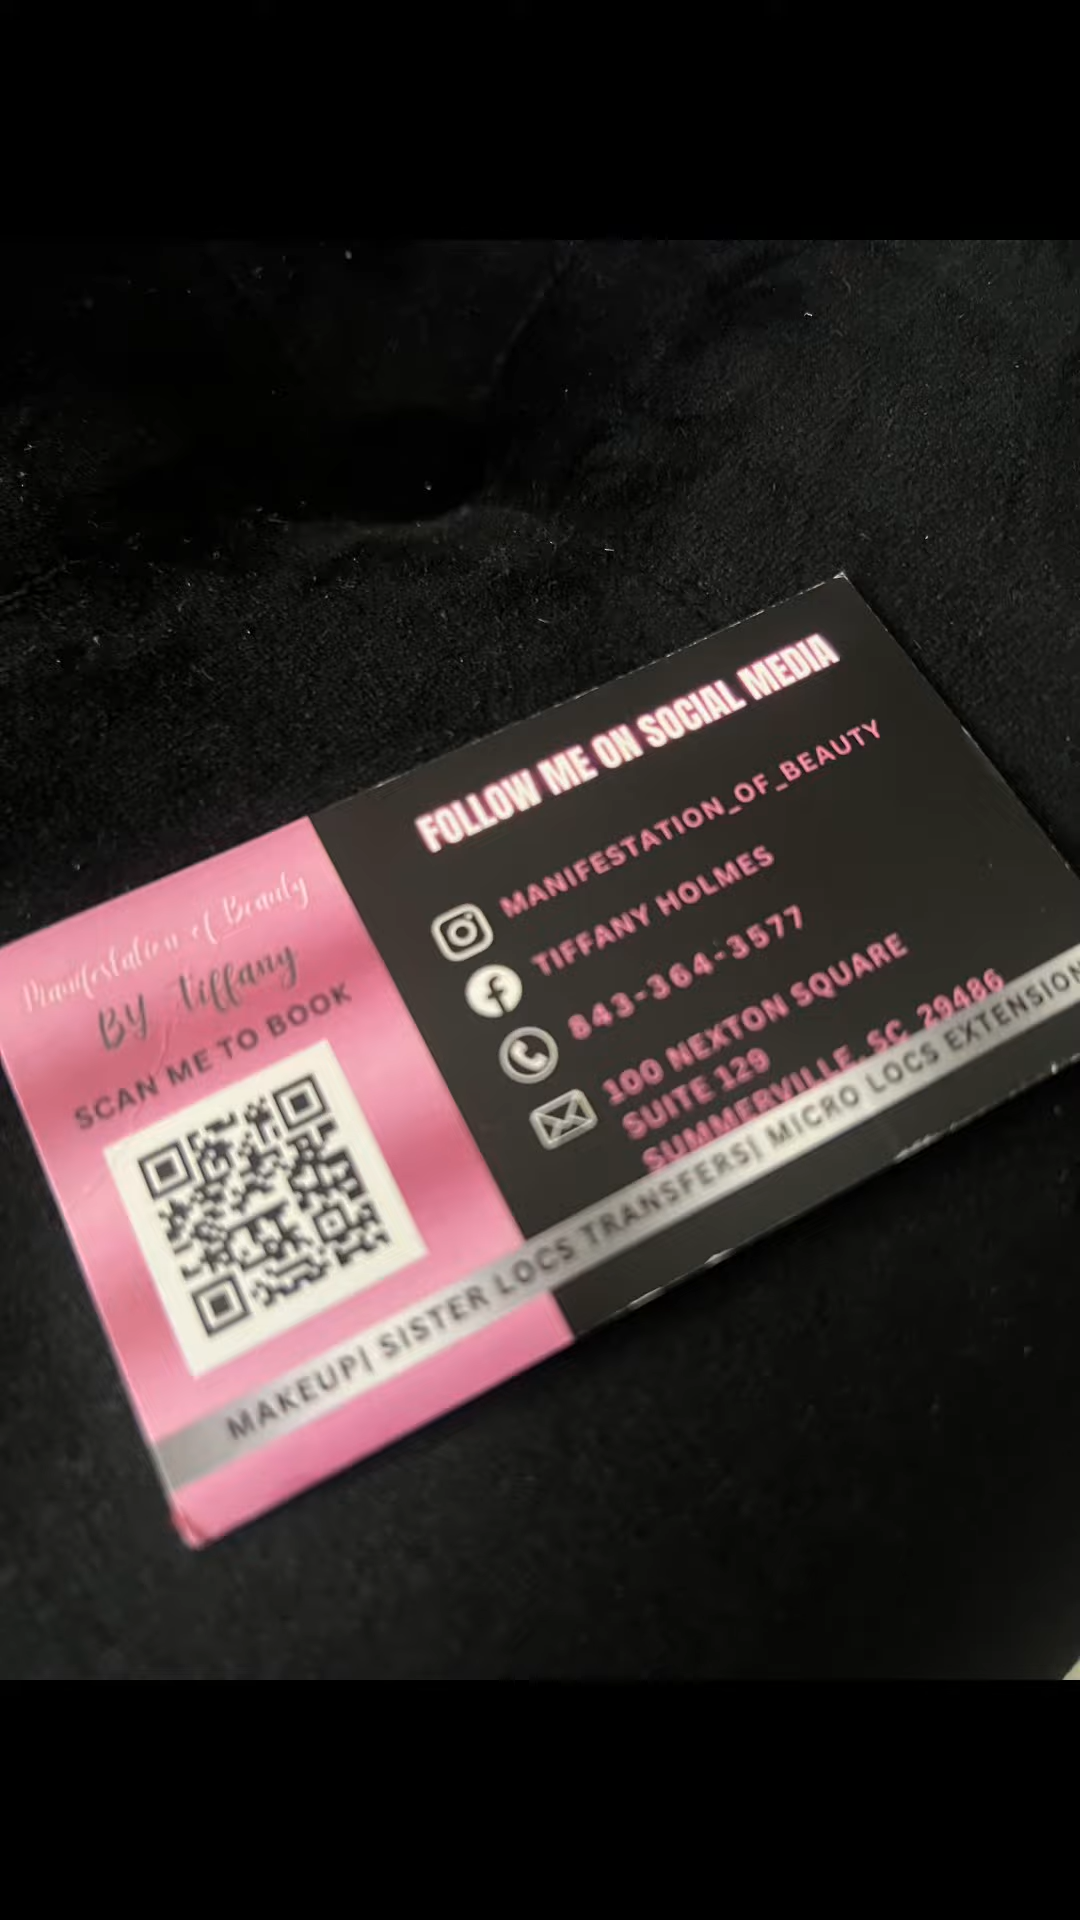 Manifestation of Beauty
BY Tiffany
SCAN ME TO BOOK
FOLLOW ME ON SOCIAL MEDIA
MANIFESTATION_OF_BEAUTY
TIFFANY HOLMES
843-364-3577
100 NEXTON SQUARE
SUITE 129
SUMMERVILLE, SC 29486
MAKEUP| SISTER LOCS TRANSFERS| MICRO LOCS EXTENSION